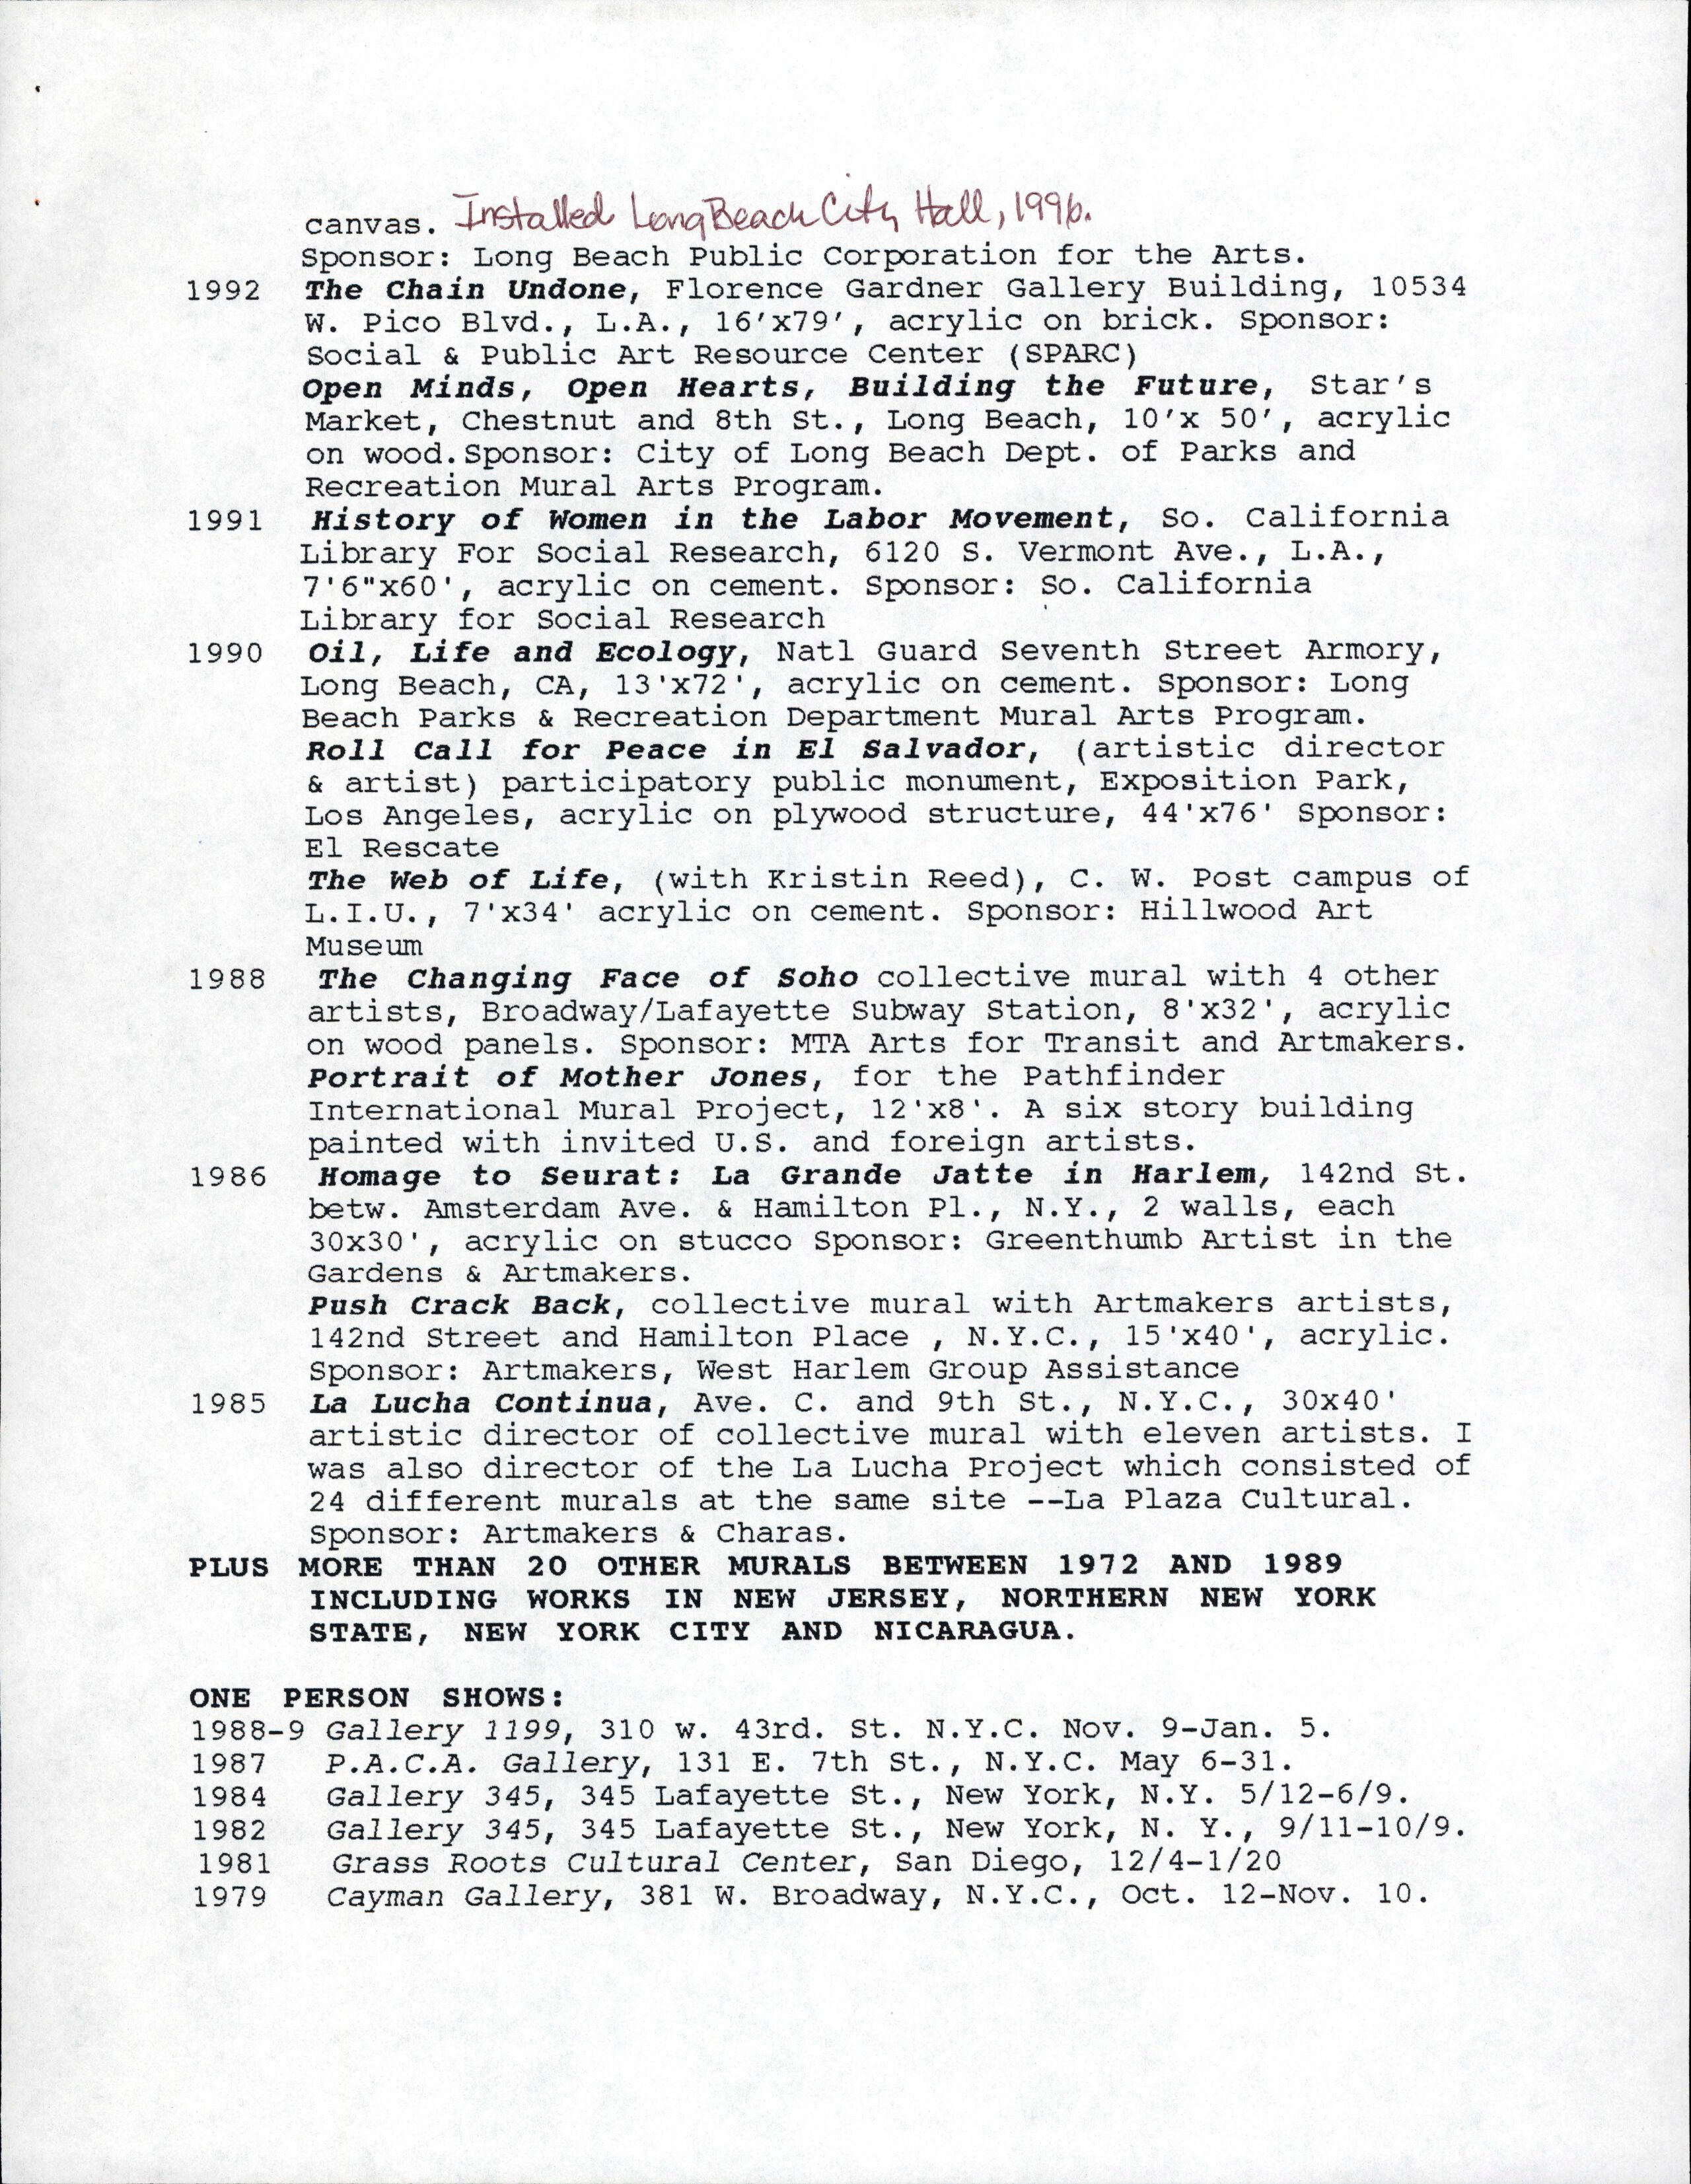 canvas. Installed Long Beach City Hall, 1996.
Sponsor: Long Beach Public Corporation for the Arts.
1992 The Chain Undone, Florence Gardner Gallery Building, 10534
W. Pico Blvd., L.A., 16'x79', acrylic on brick. Sponsor:
Social & Public Art Resource Center (SPARC)
Open Minds, Open Hearts, Building the Future, Star's
Market, Chestnut and 8th St., Long Beach, 10'x 50', acrylic
on wood. Sponsor: City of Long Beach Dept. of Parks and
Recreation Mural Arts Program.
1991 History of Women in the Labor Movement, So. California
Library For Social Research, 6120 S. Vermont Ave., L.A.,
7'6"x60', acrylic on cement. Sponsor: So. California
Library for Social Research
1990 Oil, Life and Ecology, Natl Guard Seventh Street Armory,
Long Beach, CA, 13'x72', acrylic on cement. Sponsor: Long
Beach Parks & Recreation Department Mural Arts Program.
Roll Call for Peace in El Salvador, (artistic director
& artist) participatory public monument, Exposition Park,
Los Angeles, acrylic on plywood structure, 44'x76' Sponsor:
El Rescate
The Web of Life, (with Kristin Reed), C. W. Post campus of
L.I.U., 7'x34' acrylic on cement. Sponsor: Hillwood Art
Museum
1988 The Changing Face of Soho collective mural with 4 other
artists, Broadway/Lafayette Subway Station, 8'x32', acrylic
on wood panels. Sponsor: MTA Arts for Transit and Artmakers.
Portrait of Mother Jones, for the Pathfinder
International Mural Project, 12'x8'. A six story building
painted with invited U.S. and foreign artists.
1986 Homage to Seurat: La Grande Jatte in Harlem, 142nd St.
betw. Amsterdam Ave. & Hamilton Pl., N.Y., 2 walls, each
30x30', acrylic on stucco Sponsor: Greenthumb Artist in the
Gardens & Artmakers.
Push Crack Back, collective mural with Artmakers artists,
142nd Street and Hamilton Place , N.Y.C., 15'x40', acrylic.
Sponsor: Artmakers, West Harlem Group Assistance
1985 La Lucha Continua, Ave. C. and 9th St., N.Y.C., 30x40'
artistic director of collective mural with eleven artists. I
was also director of the La Lucha Project which consisted of
24 different murals at the same site --La Plaza Cultural.
Sponsor: Artmakers & Charas.
PLUS MORE THAN 20 OTHER MURALS BETWEEN 1972 AND 1989
INCLUDING WORKS IN NEW JERSEY, NORTHERN NEW YORK
STATE, NEW YORK CITY AND NICARAGUA.
ONE PERSON SHOWS:
1988-9 Gallery 1199, 310 w. 43rd. St. N.Y.C. Nov. 9-Jan. 5.
1987 P.A.C.A. Gallery, 131 E. 7th St., N.Y.C. May 6-31.
1984 Gallery 345, 345 Lafayette St., New York, N.Y. 5/12-6/9.
1982 Gallery 345, 345 Lafayette St., New York, N. Y., 9/11-10/9.
1981 Grass Roots Cultural Center, San Diego, 12/4-1/20
1979 Cayman Gallery, 381 W. Broadway, N.Y.C., Oct. 12-Nov. 10.